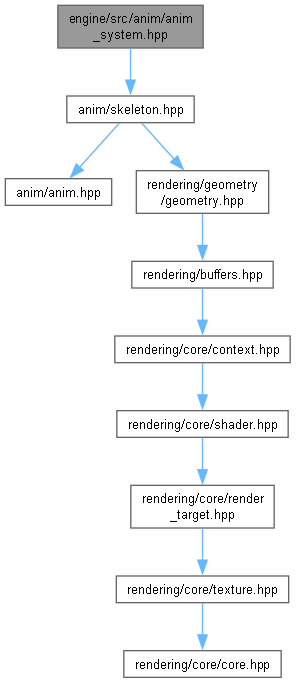 engine/src/anim/anim
_system.hpp
anim/skeleton.hpp
anim/anim.hpp
rendering/geometry
/geometry.hpp
rendering/buffers.hpp
rendering/core/context.hpp
rendering/core/shader.hpp
rendering/core/render
_target.hpp
rendering/core/texture.hpp
rendering/core/core.hpp